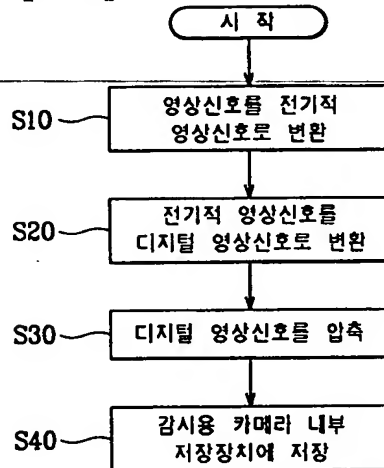 시 작
S10
영상신호를 전기적
영상신호로 변환
S20
전기적 영상신호를
디지털 영상신호로 변환
S30
디지털 영상신호를 압축
S40
감시용 카메라 내부
저장장치에 저장